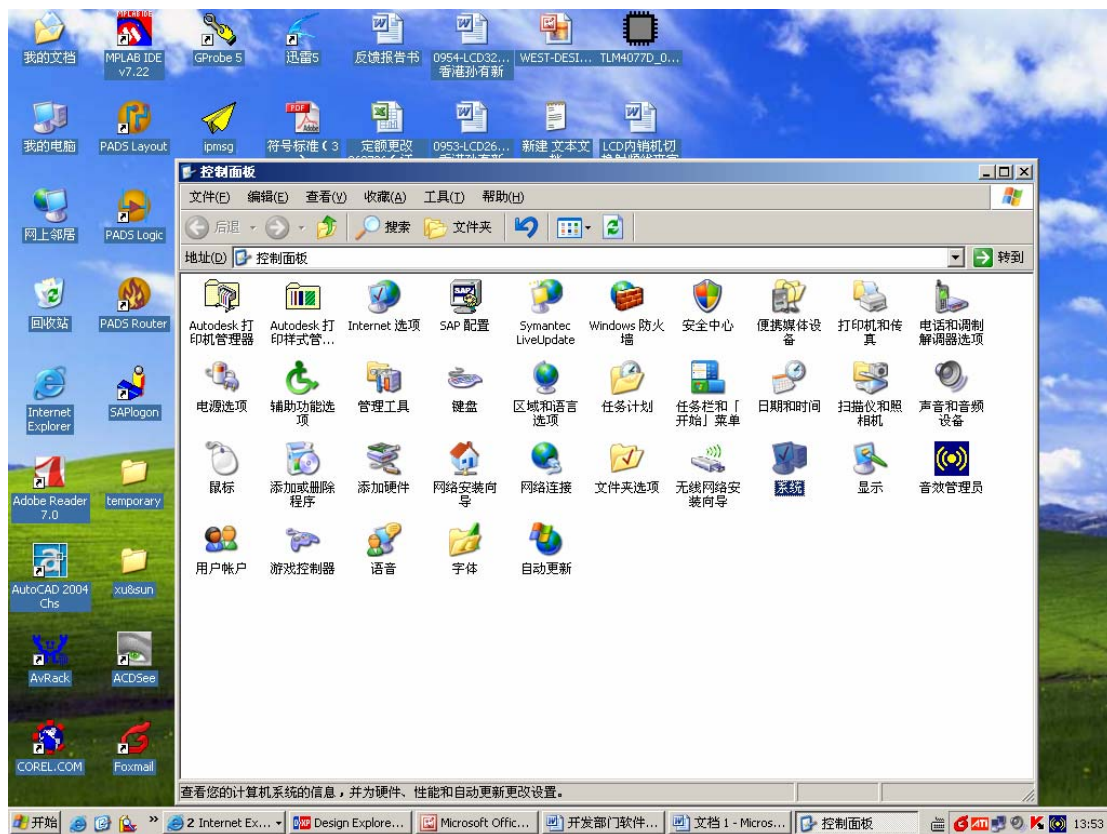 我的文档
MPLAB IDE
v7.22
GProbe 5
迅雷5
反馈报告书
0954-LCD32...
香港孙有新
WEST-DESI...
TLM4077D_0...
我的电脑
PADS Layout
ipmsg
符号标准(3
定额更改
0953-LCD26...
新建 文本文
LCD内销机切
控制面板
文件(F) 编辑(E) 查看(V) 收藏(A) 工具(T) 帮助(H)
后退 搜索 文件夹
地址(D) 控制面板 转到
网上邻居
PADS Logic
回收站
PADS Router
Internet
Explorer
SAPlogon
Adobe Reader
7.0
temporary
AutoCAD 2004
Chs
xu&sun
AvRack
ACDSee
COREL.COM
Foxmail
Autodesk 打
印机管理器
Autodesk 打
印样式管...
Internet 选项
SAP 配置
Symantec
LiveUpdate
Windows 防火
墙
安全中心
便携媒体设
备
打印机和传
真
电话和调制
解调器选项
电源选项
辅助功能选
项
管理工具
键盘
区域和语言
选项
任务计划
任务栏和「
开始」菜单
日期和时间
扫描仪和照
相机
声音和音频
设备
鼠标
添加或删除
程序
添加硬件
网络安装向
导
网络连接
文件夹选项
无线网络安
装向导
系统
显示
音效管理员
用户帐户
游戏控制器
语音
字体
自动更新
查看您的计算机系统的信息，并为硬件、性能和自动更新更改设置。
开始 » 2 Internet Ex... Design Explore... Microsoft Offic... 开发部门软件... 文档 1 - Micros... 控制面板 13:53